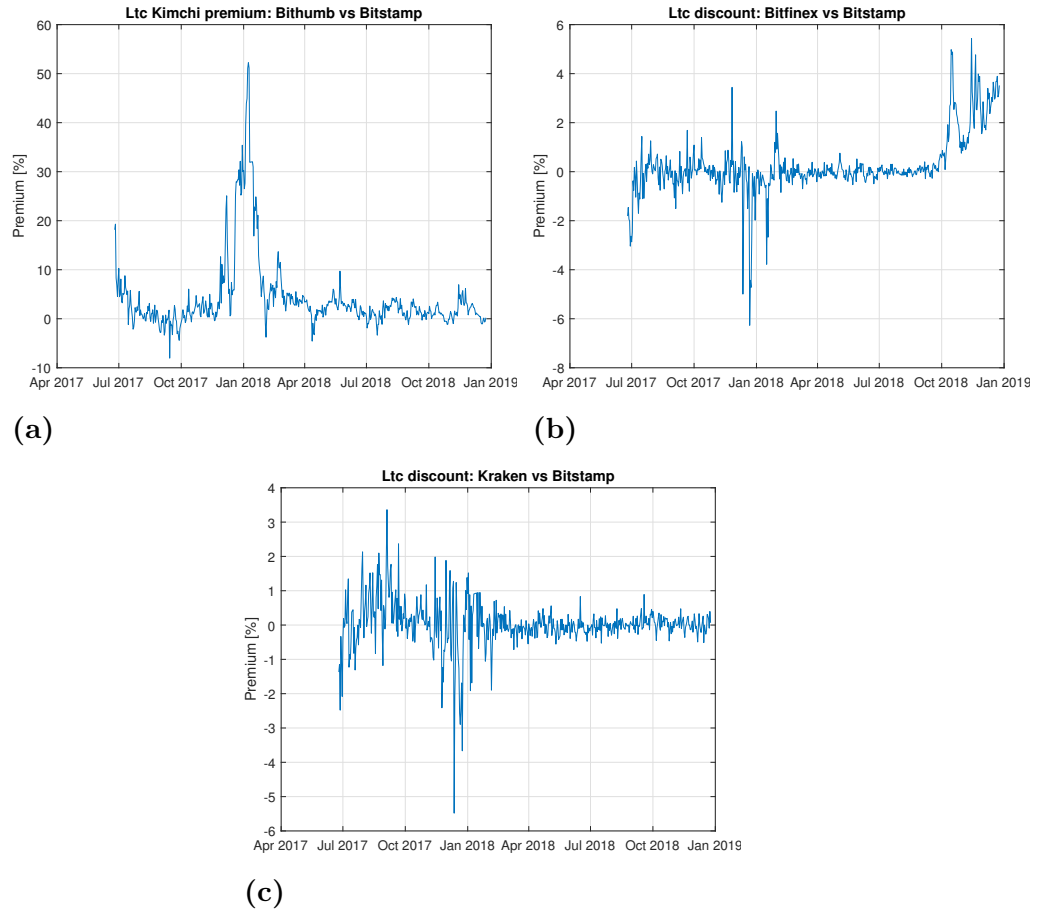 Ltc Kimchi premium: Bithumb vs Bitstamp
Premium [%]
60
50
40
30
20
10
0
-10
Apr 2017 Jul 2017 Oct 2017 Jan 2018 Apr 2018 Jul 2018 Oct 2018 Jan 2019
(a)
Ltc discount: Bitfinex vs Bitstamp
Premium [%]
6
4
2
0
-2
-4
-6
-8
Apr 2017 Jul 2017 Oct 2017 Jan 2018 Apr 2018 Jul 2018 Oct 2018 Jan 2019
(b)
Ltc discount: Kraken vs Bitstamp
Premium [%]
4
3
2
1
0
-1
-2
-3
-4
-5
-6
Apr 2017 Jul 2017 Oct 2017 Jan 2018 Apr 2018 Jul 2018 Oct 2018 Jan 2019
(c)